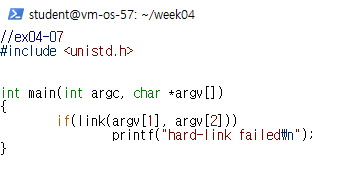 student@vm-os-57: ~/week04
//ex04-07
#include <unistd.h>
int main(int argc, char *argv[])
{
        if(link(argv[1], argv[2]))
                printf("hard-link failed₩n");
}